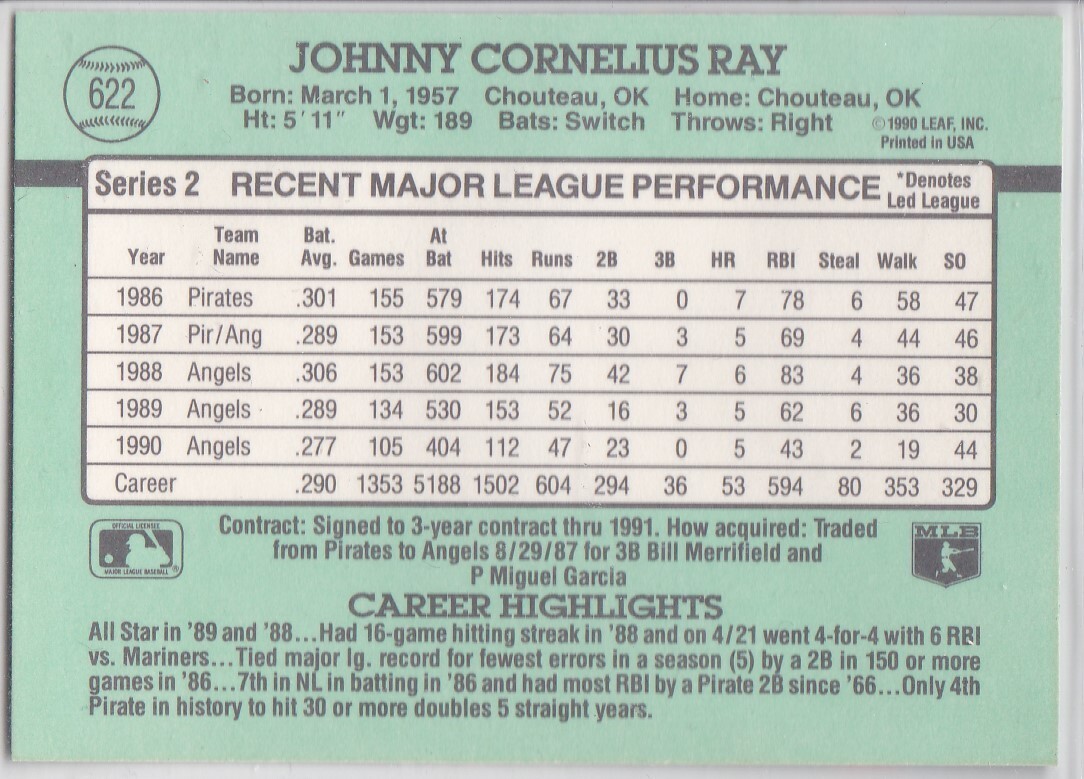 622
JOHNNY CORNELIUS RAY
Born: March 1, 1957 Chouteau, OK Home: Chouteau, OK
Ht: 5'11" Wgt: 189 Bats: Switch Throws: Right
©1990 LEAF, INC.
Printed in USA
Series 2 RECENT MAJOR LEAGUE PERFORMANCE *Denotes
Led League
Year Team Name Bat. Avg. Games At Bat Hits Runs 2B 3B HR RBI Steal Walk SO
1986 Pirates .301 155 579 174 67 33 0 7 78 6 58 47
1987 Pir/Ang .289 153 599 173 64 30 3 5 69 4 44 46
1988 Angels .306 153 602 184 75 42 7 6 83 4 36 38
1989 Angels .289 134 530 153 52 16 3 5 62 6 36 30
1990 Angels .277 105 404 112 47 23 0 5 43 2 19 44
Career .290 1353 5188 1502 604 294 36 53 594 80 353 329
OFFICIAL LICENSEE
MAJOR LEAGUE BASEBALL ®
Contract: Signed to 3-year contract thru 1991. How acquired: Traded
from Pirates to Angels 8/29/87 for 3B Bill Merrifield and
P Miguel Garcia
MLB
CAREER HIGHLIGHTS
All Star in '89 and '88...Had 16-game hitting streak in '88 and on 4/21 went 4-for-4 with 6 RBI
vs. Mariners...Tied major lg. record for fewest errors in a season (5) by a 2B in 150 or more
games in '86...7th in NL in batting in '86 and had most RBI by a Pirate 2B since '66...Only 4th
Pirate in history to hit 30 or more doubles 5 straight years.